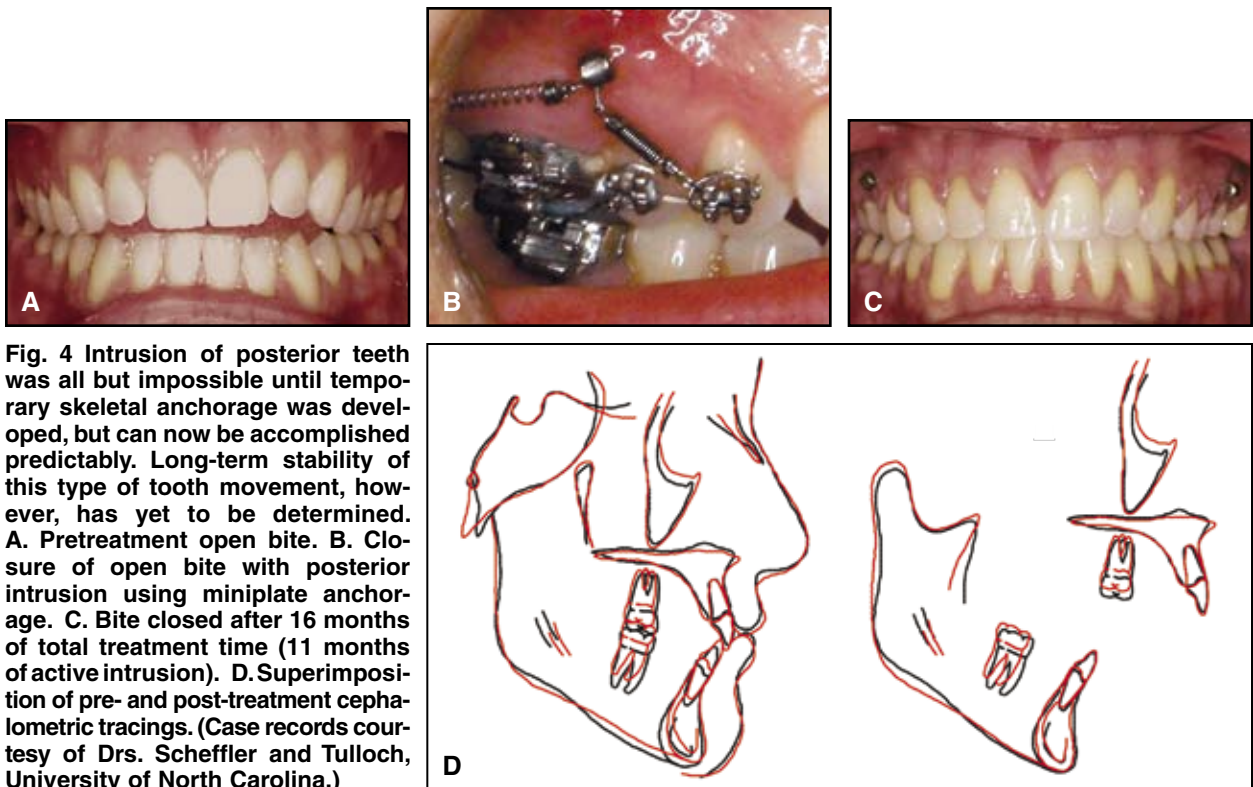 A
B
C
Fig. 4 Intrusion of posterior teeth
was all but impossible until tempo-
rary skeletal anchorage was devel-
oped, but can now be accomplished
predictably. Long-term stability of
this type of tooth movement, how-
ever, has yet to be determined.
A. Pretreatment open bite. B. Clo-
sure of open bite with posterior
intrusion using miniplate anchor-
age. C. Bite closed after 16 months
of total treatment time (11 months
of active intrusion). D. Superimposi-
tion of pre- and post-treatment cepha-
lometric tracings. (Case records cour-
tesy of Drs. Scheffler and Tulloch,
University of North Carolina.)
D